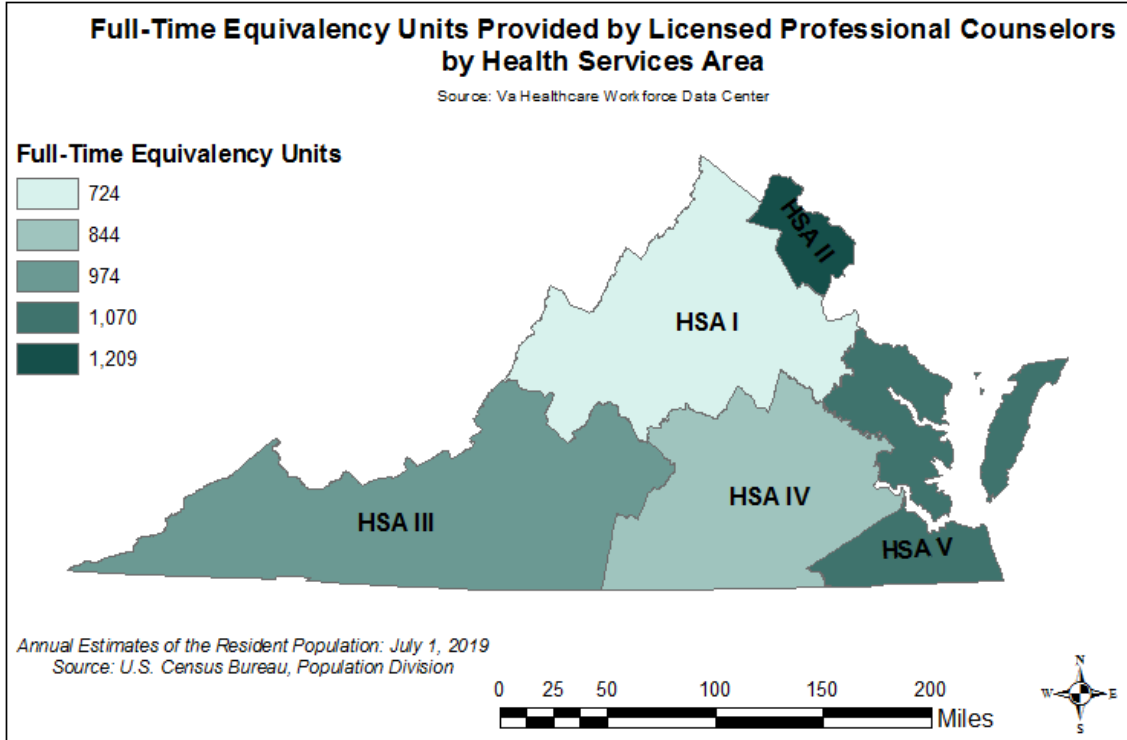 Full-Time Equivalency Units Provided by Licensed Professional Counselors
by Health Services Area
Source: Va Healthcare Workforce Data Center
Full-Time Equivalency Units
724
844
974
1,070
1,209
HSA II
HSA I
HSA IV
HSA III
HSA V
Annual Estimates of the Resident Population: July 1, 2019
Source: U.S. Census Bureau, Population Division
0 25 50 100 150 200
Miles
N
W E
S